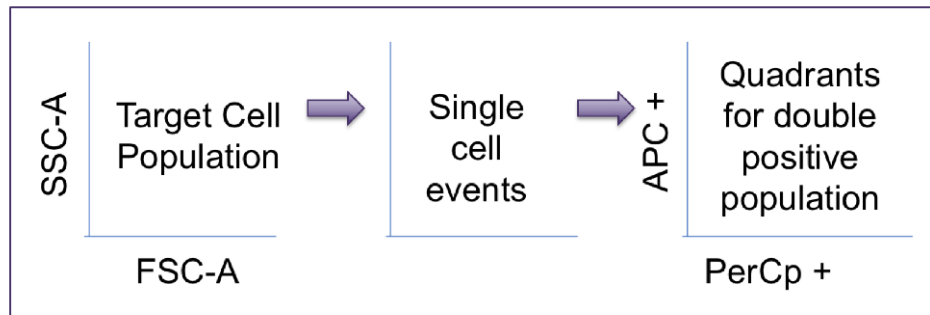 SSC-A
Target Cell
Population
FSC-A
Single
cell
events
APC +
Quadrants
for double
positive
population
PerCp +